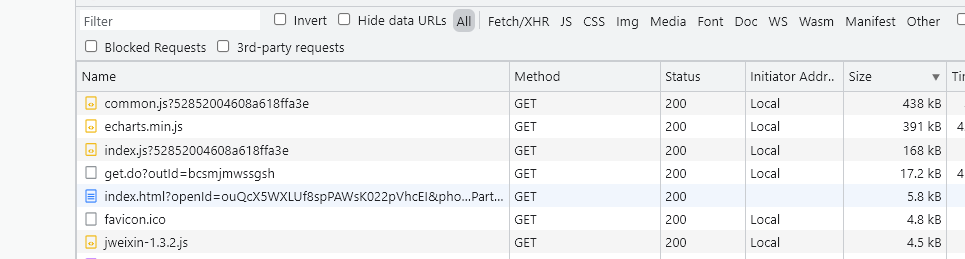 Filter Invert Hide data URLs All Fetch/XHR JS CSS Img Media Font Doc WS Wasm Manifest Other
Blocked Requests 3rd-party requests
Name Method Status Initiator Addr.. Size
common.js?52852004608a618ffa3e GET 200 Local 438 kB
echarts.min.js GET 200 Local 391 kB
index.js?52852004608a618ffa3e GET 200 Local 168 kB
get.do?outId=bcsmjmwssgsh GET 200 Local 17.2 kB
index.html?openId=ouQcX5WXLUf8spPAWsK022pVhcEI&pho...Part... GET 200 5.8 kB
favicon.ico GET 200 Local 4.8 kB
jweixin-1.3.2.js GET 200 Local 4.5 kB